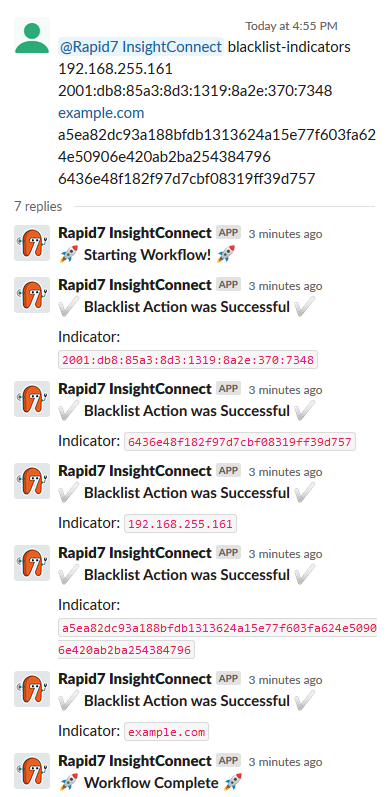 Today at 4:55 PM
@Rapid7 InsightConnect blacklist-indicators
192.168.255.161
2001:db8:85a3:8d3:1319:8a2e:370:7348
example.com
a5ea82dc93a188bfdb1313624a15e77f603fa62
4e50906e420ab2ba254384796
6436e48f182f97d7cbf08319ff39d757
7 replies
Rapid7 InsightConnect APP 3 minutes ago
🚀 Starting Workflow! 🚀
Rapid7 InsightConnect APP 3 minutes ago
✔ Blacklist Action was Successful ✔
Indicator:
2001:db8:85a3:8d3:1319:8a2e:370:7348
Rapid7 InsightConnect APP 3 minutes ago
✔ Blacklist Action was Successful ✔
Indicator: 6436e48f182f97d7cbf08319ff39d757
Rapid7 InsightConnect APP 3 minutes ago
✔ Blacklist Action was Successful ✔
Indicator: 192.168.255.161
Rapid7 InsightConnect APP 3 minutes ago
✔ Blacklist Action was Successful ✔
Indicator:
a5ea82dc93a188bfdb1313624a15e77f603fa624e5090
6e420ab2ba254384796
Rapid7 InsightConnect APP 3 minutes ago
✔ Blacklist Action was Successful ✔
Indicator: example.com
Rapid7 InsightConnect APP 3 minutes ago
🚀 Workflow Complete 🚀